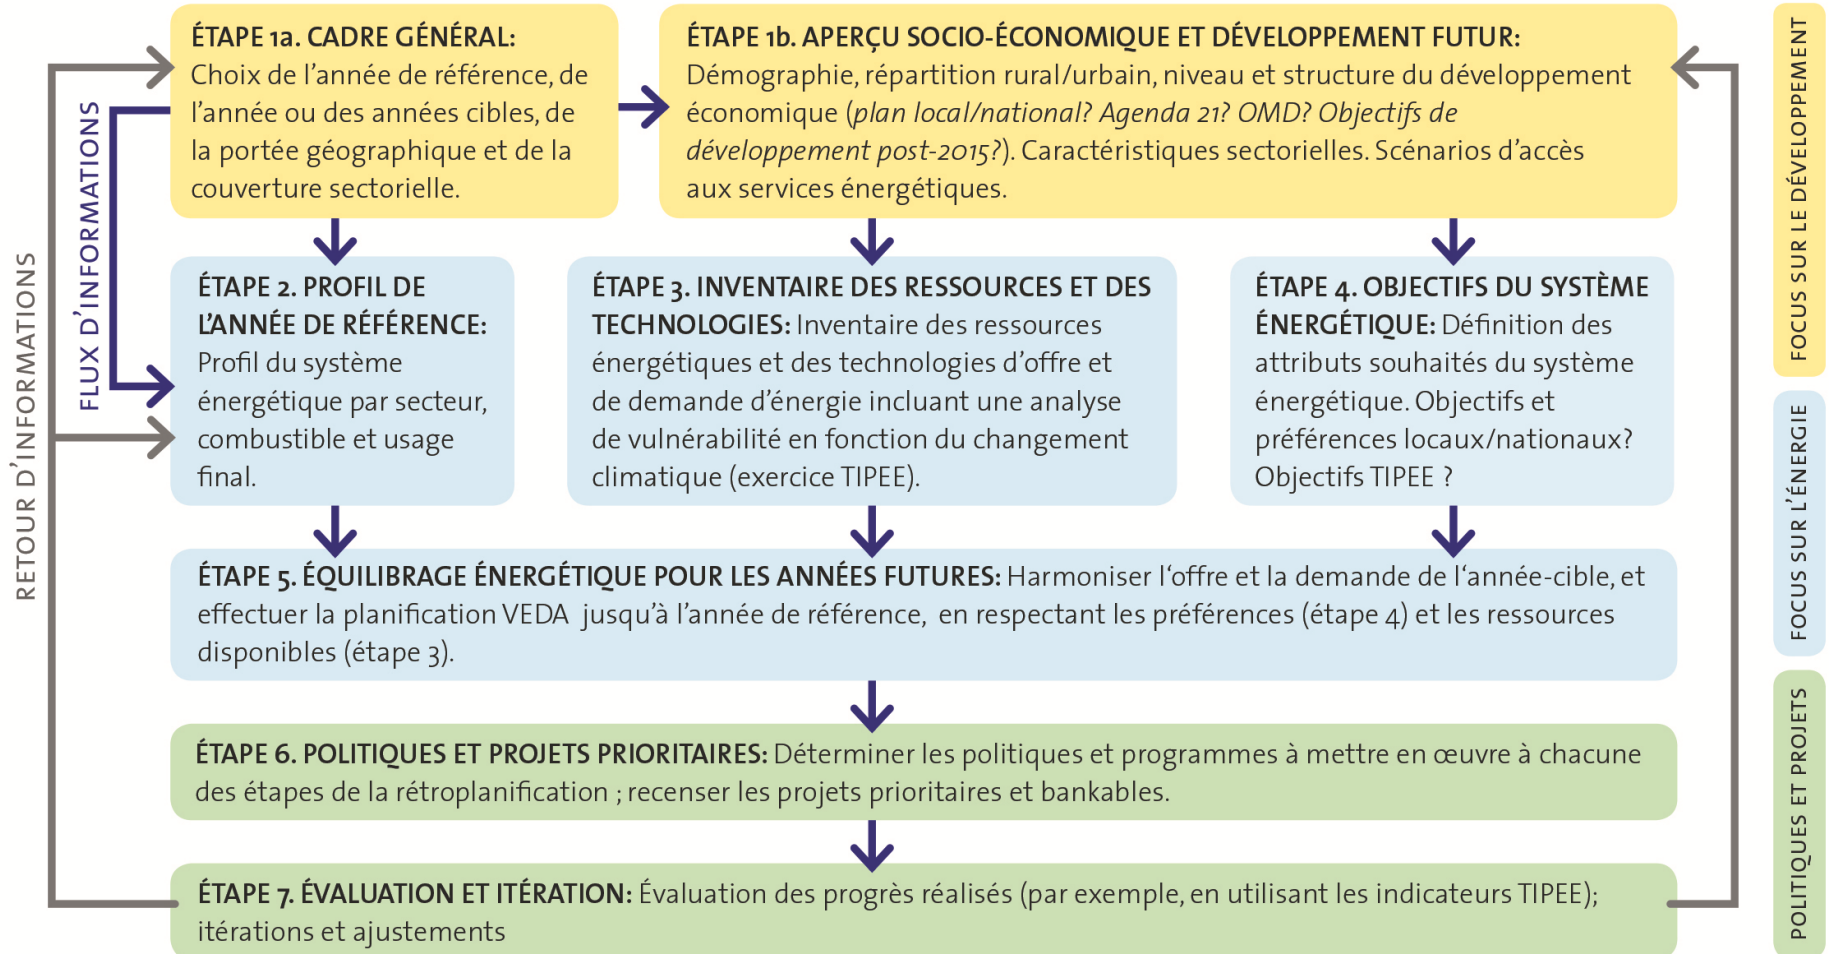 ÉTAPE 1a. CADRE GÉNÉRAL:
Choix de l’année de référence, de
l’année ou des années cibles, de
la portée géographique et de la
couverture sectorielle.
ÉTAPE 1b. APERÇU SOCIO-ÉCONOMIQUE ET DÉVELOPPEMENT FUTUR:
Démographie, répartition rural/urbain, niveau et structure du développement
économique (plan local/national? Agenda 21? OMD? Objectifs de
développement post-2015?). Caractéristiques sectorielles. Scénarios d’accès
aux services énergétiques.
ÉTAPE 2. PROFIL DE
L’ANNÉE DE RÉFÉRENCE:
Profil du système
énergétique par secteur,
combustible et usage
final.
ÉTAPE 3. INVENTAIRE DES RESSOURCES ET DES
TECHNOLOGIES: Inventaire des ressources
énergétiques et des technologies d’offre et
de demande d’énergie incluant une analyse
de vulnérabilité en fonction du changement
climatique (exercice TIPEE).
ÉTAPE 4. OBJECTIFS DU SYSTÈME
ÉNERGÉTIQUE: Définition des
attributs souhaités du système
énergétique. Objectifs et
préférences locaux/nationaux?
Objectifs TIPEE ?
ÉTAPE 5. ÉQUILIBRAGE ÉNERGÉTIQUE POUR LES ANNÉES FUTURES: Harmoniser l‘offre et la demande de l‘année-cible, et
effectuer la planification VEDA jusqu’à l’année de référence, en respectant les préférences (étape 4) et les ressources
disponibles (étape 3).
ÉTAPE 6. POLITIQUES ET PROJETS PRIORITAIRES: Déterminer les politiques et programmes à mettre en œuvre à chacune
des étapes de la rétroplanification ; recenser les projets prioritaires et bankables.
ÉTAPE 7. ÉVALUATION ET ITÉRATION: Évaluation des progrès réalisés (par exemple, en utilisant les indicateurs TIPEE);
itérations et ajustements
RETOUR D’INFORMATIONS
FLUX D’INFORMATIONS
FOCUS SUR LE DÉVELOPPEMENT
FOCUS SUR L’ÉNERGIE
POLITIQUES ET PROJETS